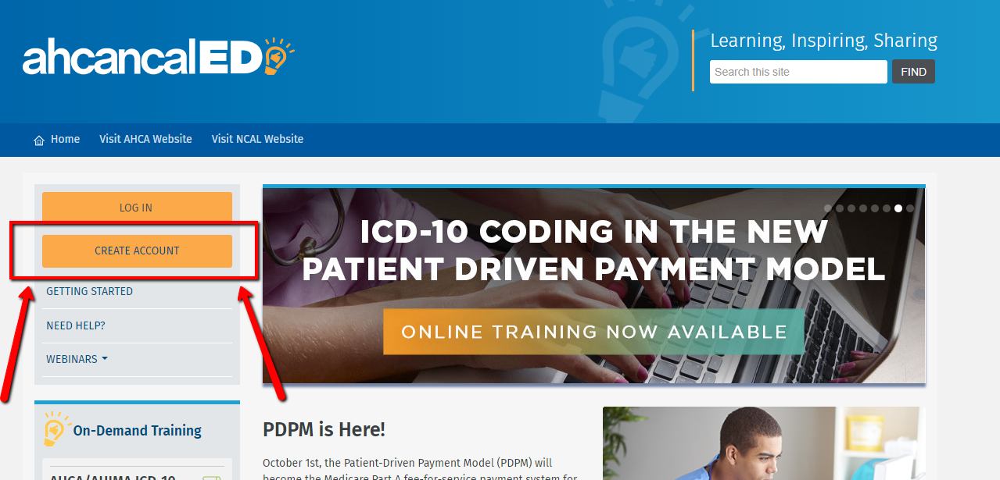 ahcancalED
Learning, Inspiring, Sharing
Search this site
FIND
Home
Visit AHCA Website
Visit NCAL Website
LOG IN
CREATE ACCOUNT
GETTING STARTED
NEED HELP?
WEBINARS
ICD-10 CODING IN THE NEW
PATIENT DRIVEN PAYMENT MODEL
ONLINE TRAINING NOW AVAILABLE
On-Demand Training
AHCA/AHIMA ICD-10
PDPM is Here!
October 1st, the Patient-Driven Payment Model (PDPM) will
become the Medicare Part A fee-for-service payment system for